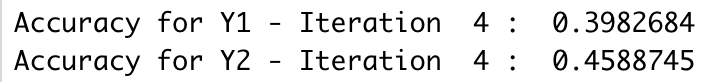 Accuracy for Y1 - Iteration  4 :  0.3982684
Accuracy for Y2 - Iteration  4 :  0.4588745